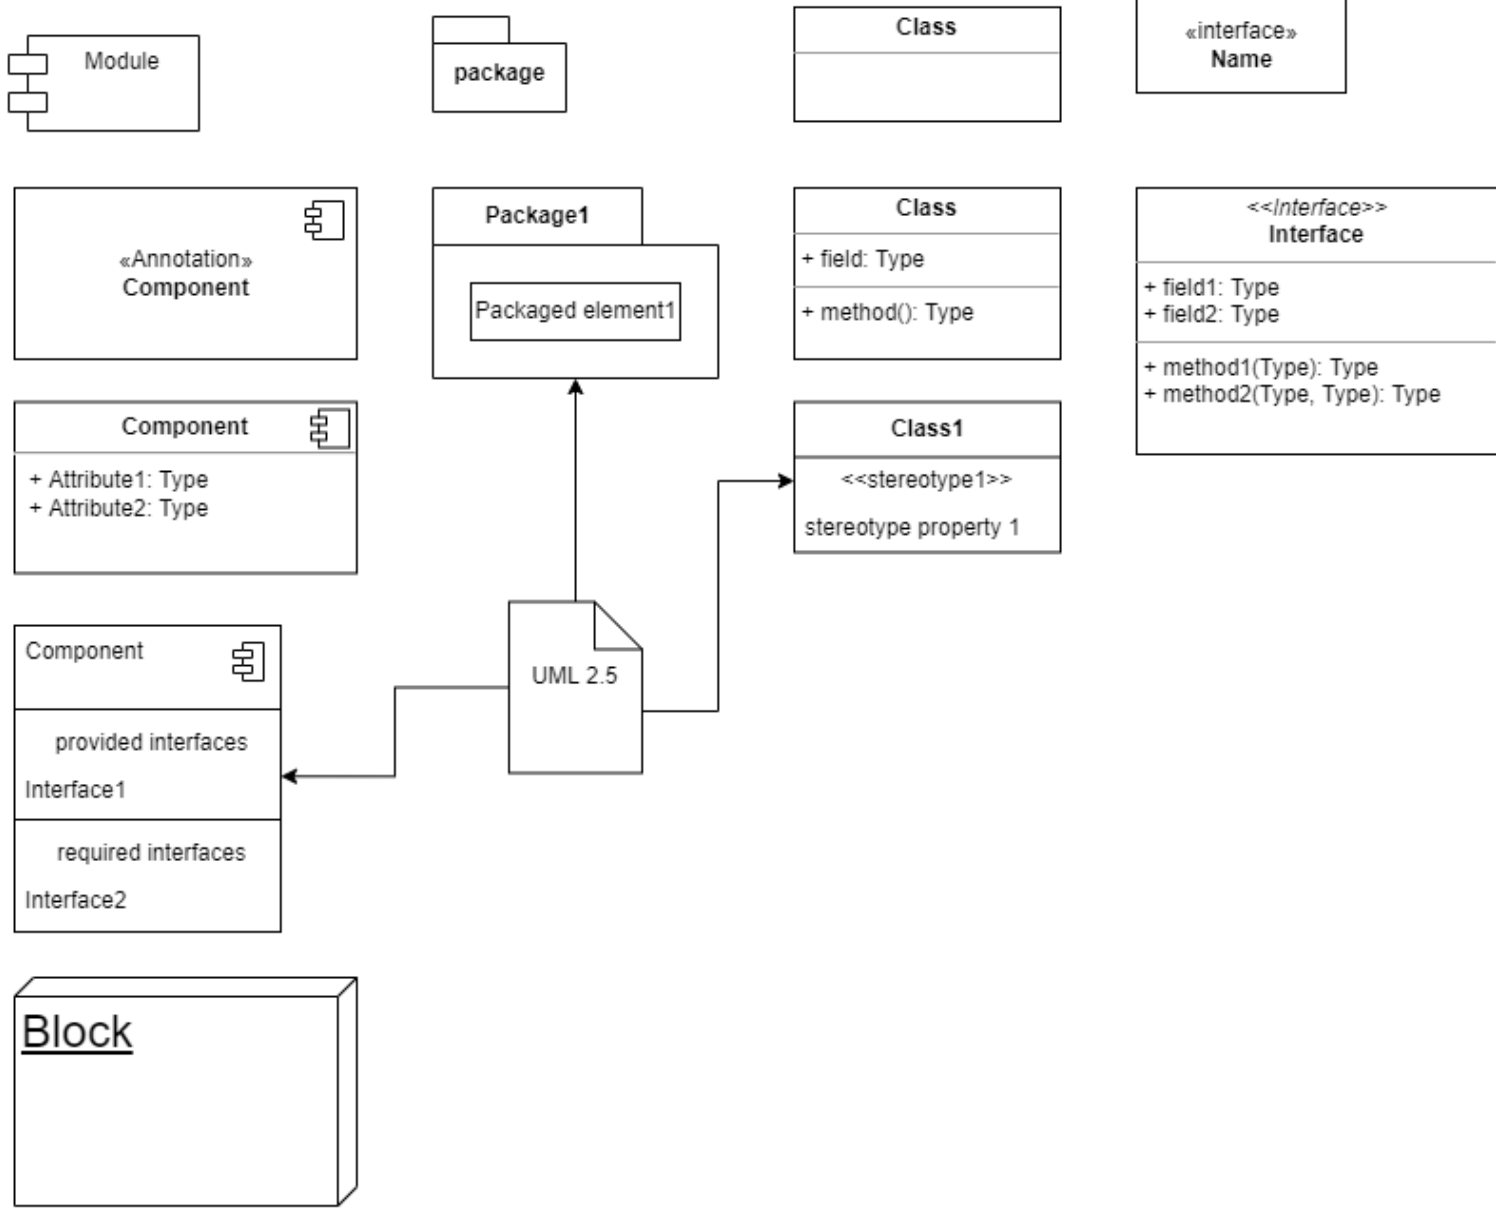 Module
package
Class
«interface»
Name
«Annotation»
Component
Package1
Packaged element1
Class
+ field: Type
+ method(): Type
<<Interface>>
Interface
+ field1: Type
+ field2: Type
+ method1(Type): Type
+ method2(Type, Type): Type
Component
+ Attribute1: Type
+ Attribute2: Type
Class1
<<stereotype1>>
stereotype property 1
UML 2.5
Component
provided interfaces
Interface1
required interfaces
Interface2
Block